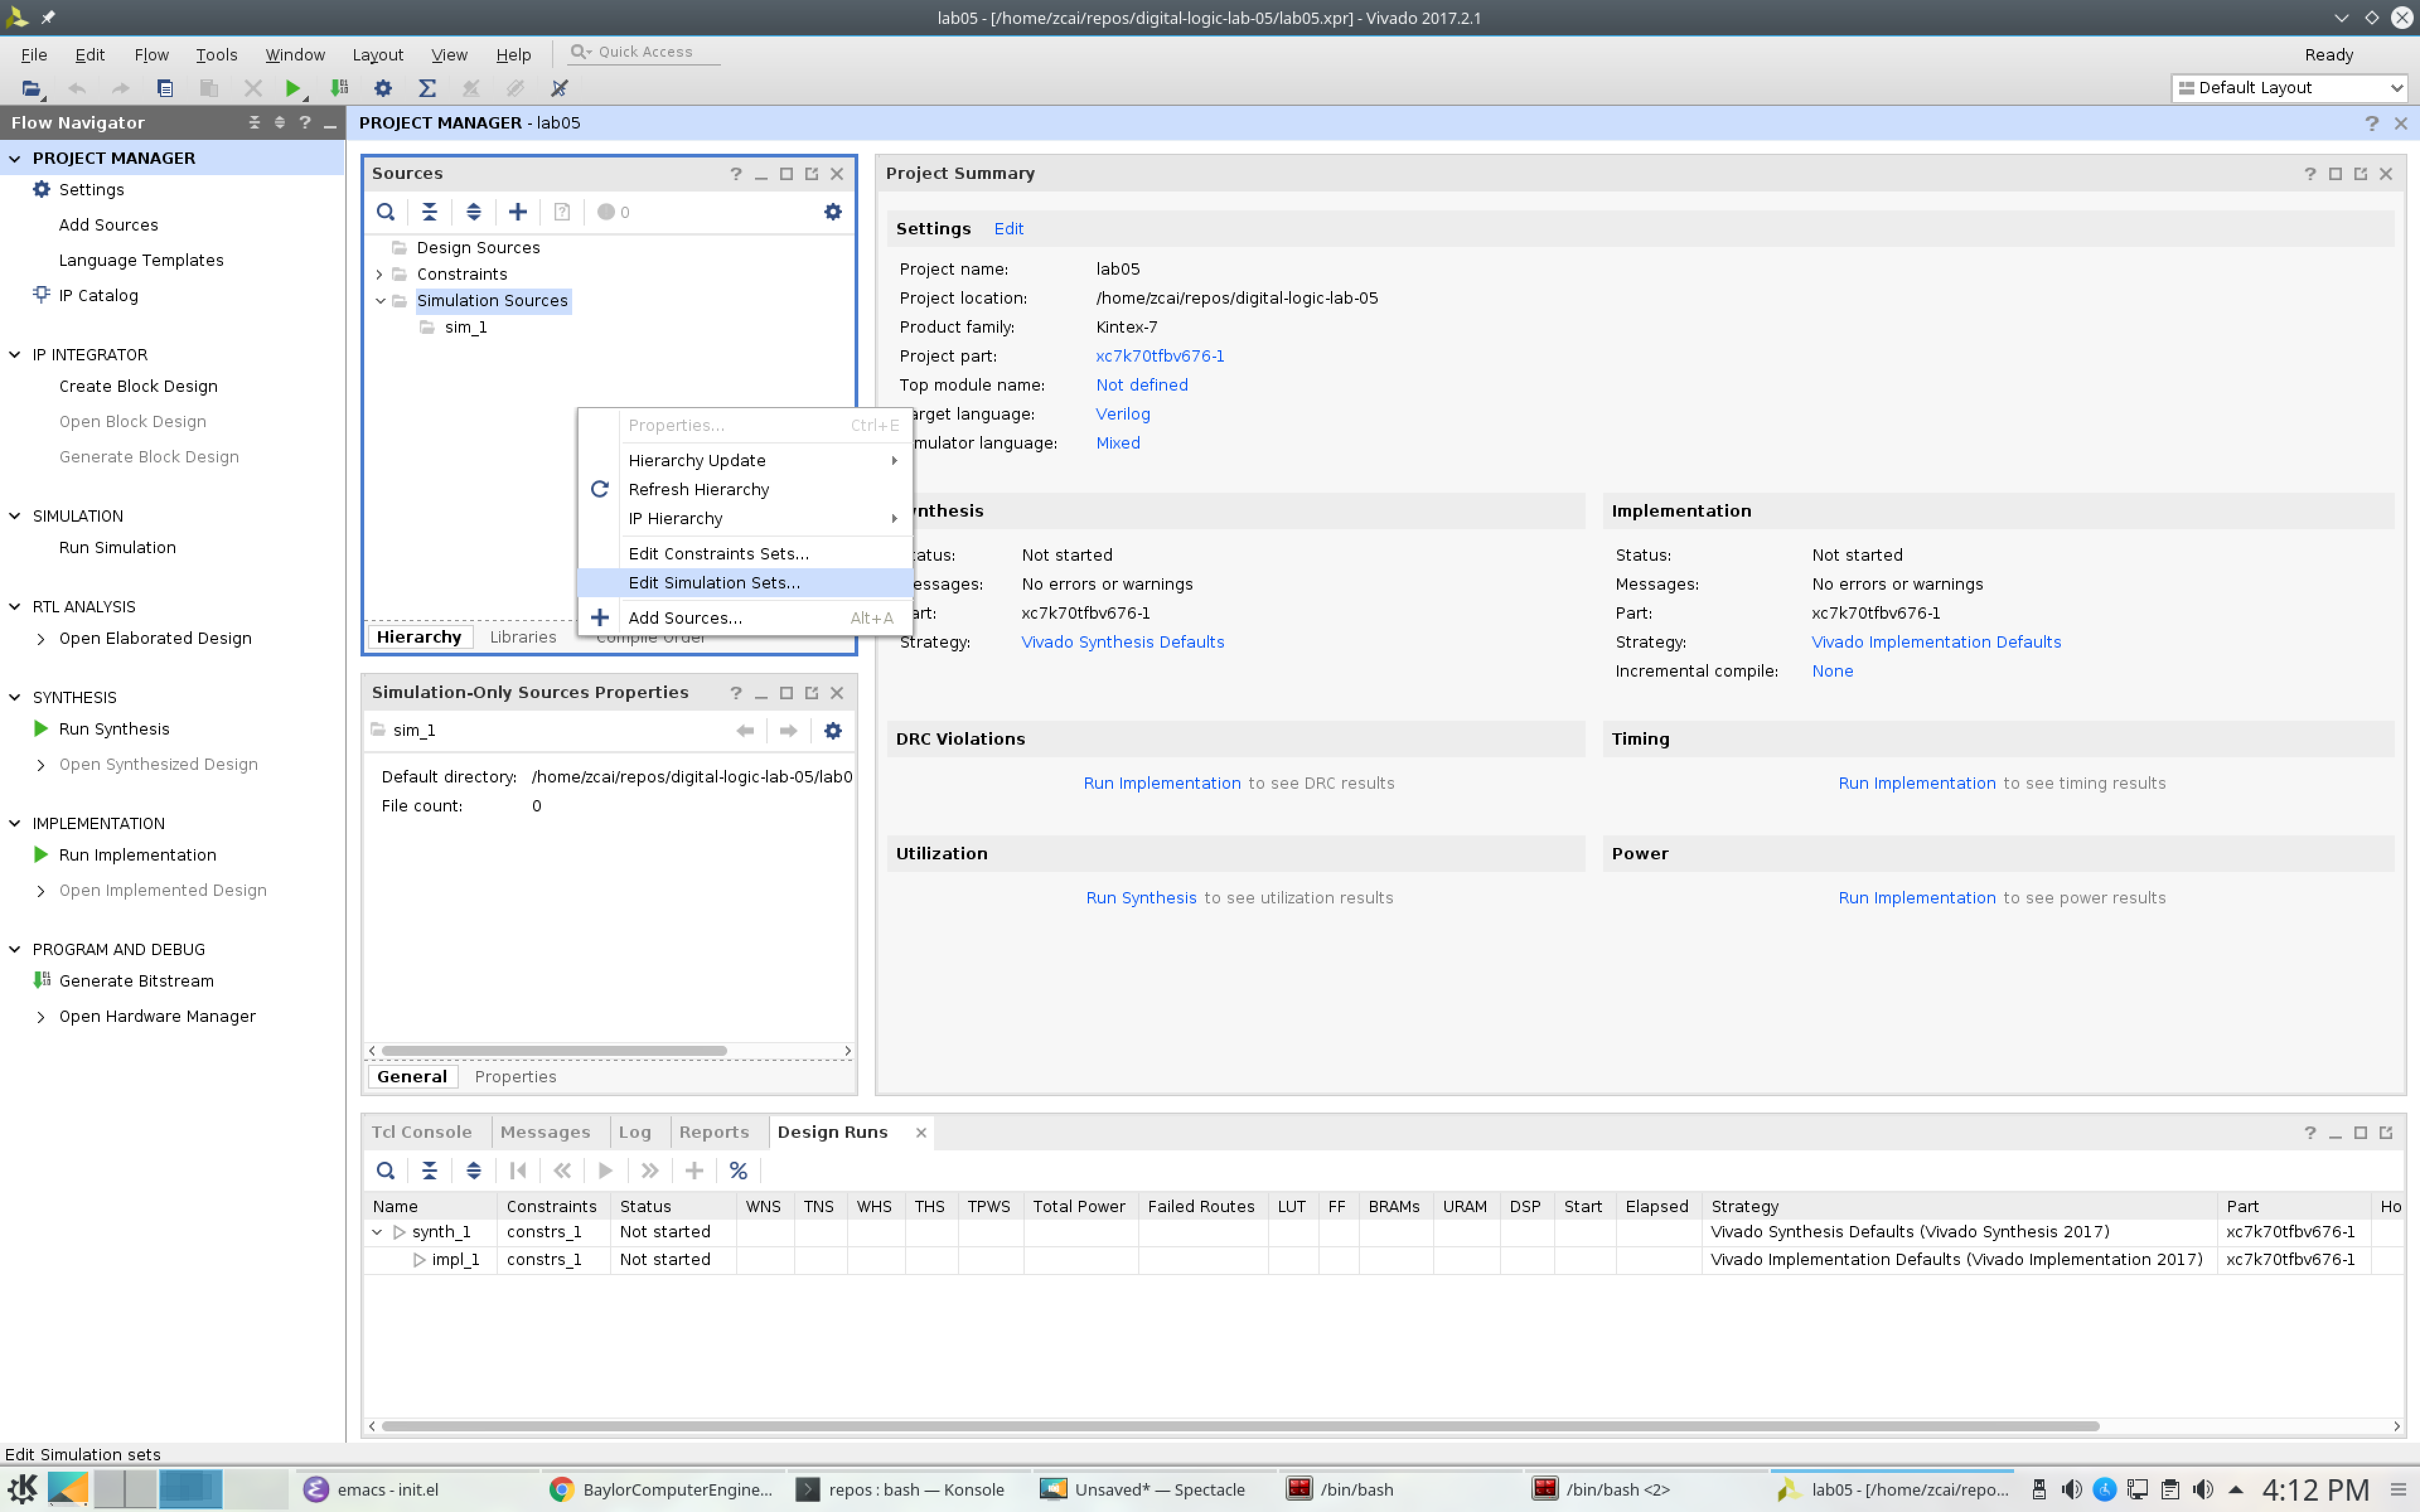 lab05 - [/home/zcai/repos/digital-logic-lab-05/lab05.xpr] - Vivado 2017.2.1
File Edit Flow Tools Window Layout View Help Quick Access Ready
Default Layout
Flow Navigator
PROJECT MANAGER
Settings
Add Sources
Language Templates
IP Catalog
IP INTEGRATOR
Create Block Design
Open Block Design
Generate Block Design
SIMULATION
Run Simulation
RTL ANALYSIS
Open Elaborated Design
SYNTHESIS
Run Synthesis
Open Synthesized Design
IMPLEMENTATION
Run Implementation
Open Implemented Design
PROGRAM AND DEBUG
Generate Bitstream
Open Hardware Manager
PROJECT MANAGER - lab05
Sources
0
Design Sources
Constraints
Simulation Sources
sim_1
Properties... Ctrl+E
Hierarchy Update
Refresh Hierarchy
IP Hierarchy
Edit Constraints Sets...
Edit Simulation Sets...
Add Sources... Alt+A
Hierarchy Libraries Compile Order
Simulation-Only Sources Properties
sim_1
Default directory: /home/zcai/repos/digital-logic-lab-05/lab0
File count: 0
General Properties
Project Summary
Settings Edit
Project name: lab05
Project location: /home/zcai/repos/digital-logic-lab-05
Product family: Kintex-7
Project part: xc7k70tfbv676-1
Top module name: Not defined
arget language: Verilog
mulator language: Mixed
nthesis
atus: Not started
essages: No errors or warnings
art: xc7k70tfbv676-1
Strategy: Vivado Synthesis Defaults
Implementation
Status: Not started
Messages: No errors or warnings
Part: xc7k70tfbv676-1
Strategy: Vivado Implementation Defaults
Incremental compile: None
DRC Violations
Run Implementation to see DRC results
Timing
Run Implementation to see timing results
Utilization
Run Synthesis to see utilization results
Power
Run Implementation to see power results
Tcl Console Messages Log Reports Design Runs
Name Constraints Status WNS TNS WHS THS TPWS Total Power Failed Routes LUT FF BRAMs URAM DSP Start Elapsed Strategy Part Ho
synth_1 constrs_1 Not started Vivado Synthesis Defaults (Vivado Synthesis 2017) xc7k70tfbv676-1
impl_1 constrs_1 Not started Vivado Implementation Defaults (Vivado Implementation 2017) xc7k70tfbv676-1
Edit Simulation sets
emacs - init.el BaylorComputerEngine... repos : bash — Konsole Unsaved* — Spectacle /bin/bash /bin/bash <2> lab05 - [/home/zcai/repo... 4:12 PM